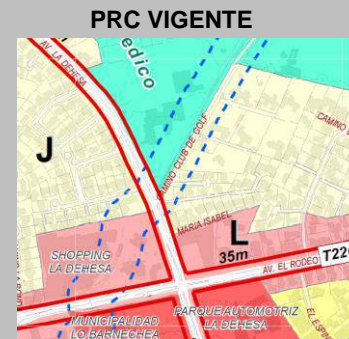 PRC VIGENTE
AV. LA DEHESA
edico
J
CAMINO CLUB DE GOLF
CAMINO
MARIA ISABEL
L
35m
T22
AV. EL RODEO
SHOPPING
LA DEHESA
MUNICIPALIDAD
LO BARNECHEA
PARQUE AUTOMOTRIZ
LA DEHESA